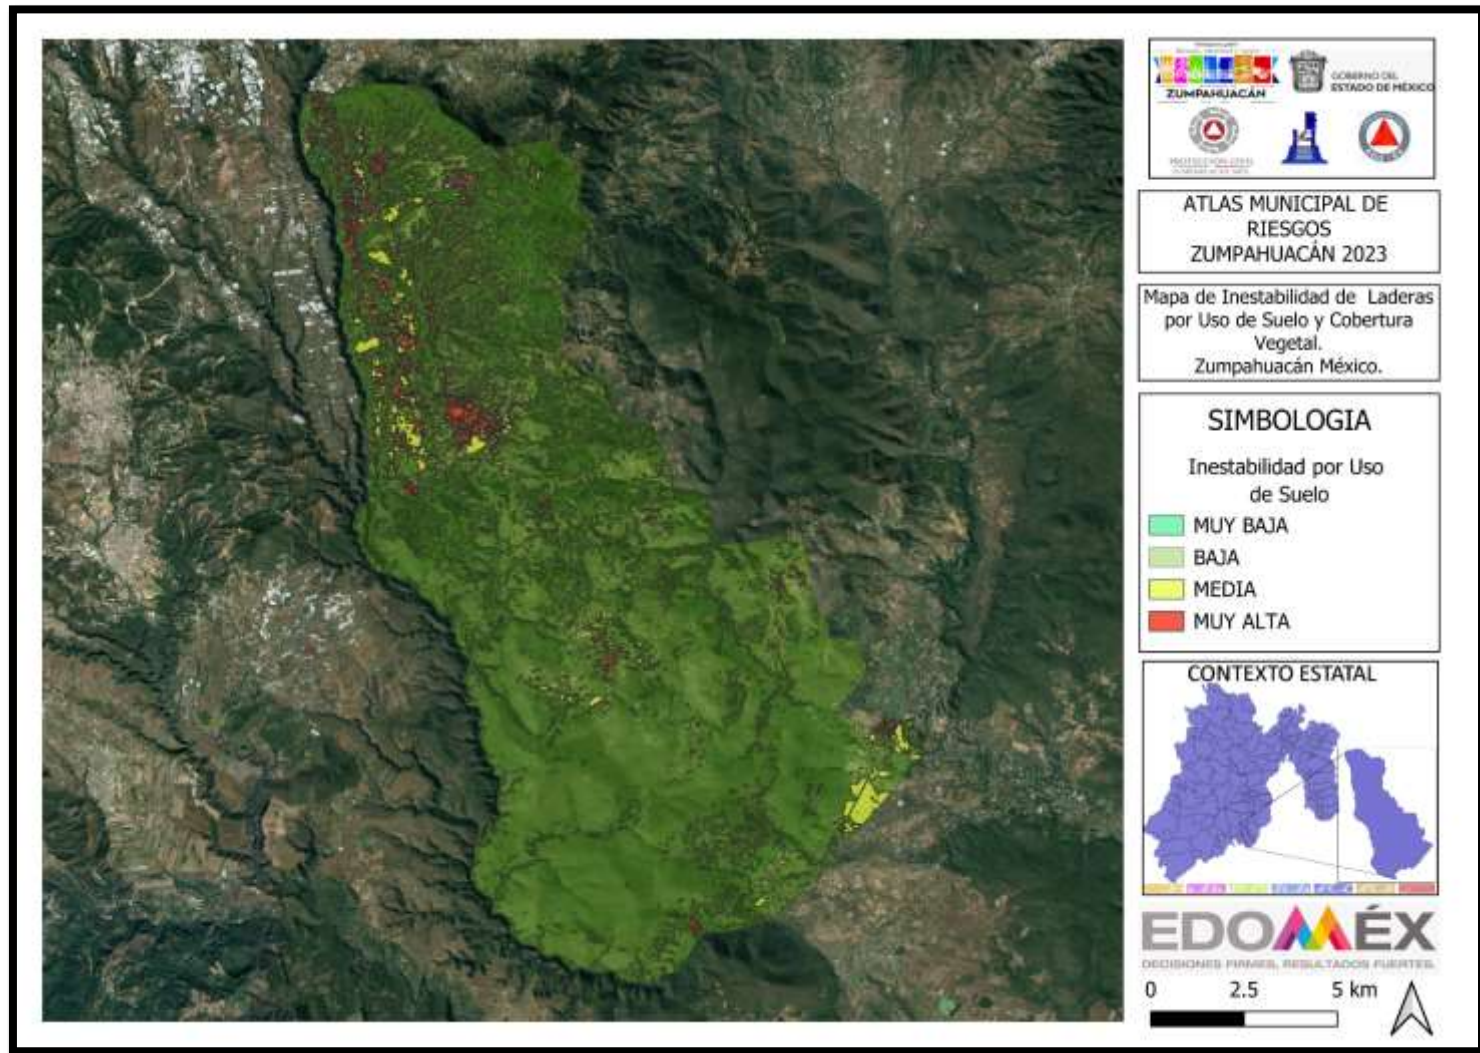 ZUMPAHUACÁN
GOBIERNO DEL
ESTADO DE MÉXICO
PROTECCIÓN CIVIL
ATLAS MUNICIPAL DE
RIESGOS
ZUMPAHUACÁN 2023
Mapa de Inestabilidad de Laderas
por Uso de Suelo y Cobertura
Vegetal.
Zumpahuacán México.
SIMBOLOGIA
Inestabilidad por Uso
de Suelo
MUY BAJA
BAJA
MEDIA
MUY ALTA
CONTEXTO ESTATAL
EDOMÉX
DECISIONES FIRMES, RESULTADOS FUERTES.
0 2.5 5 km